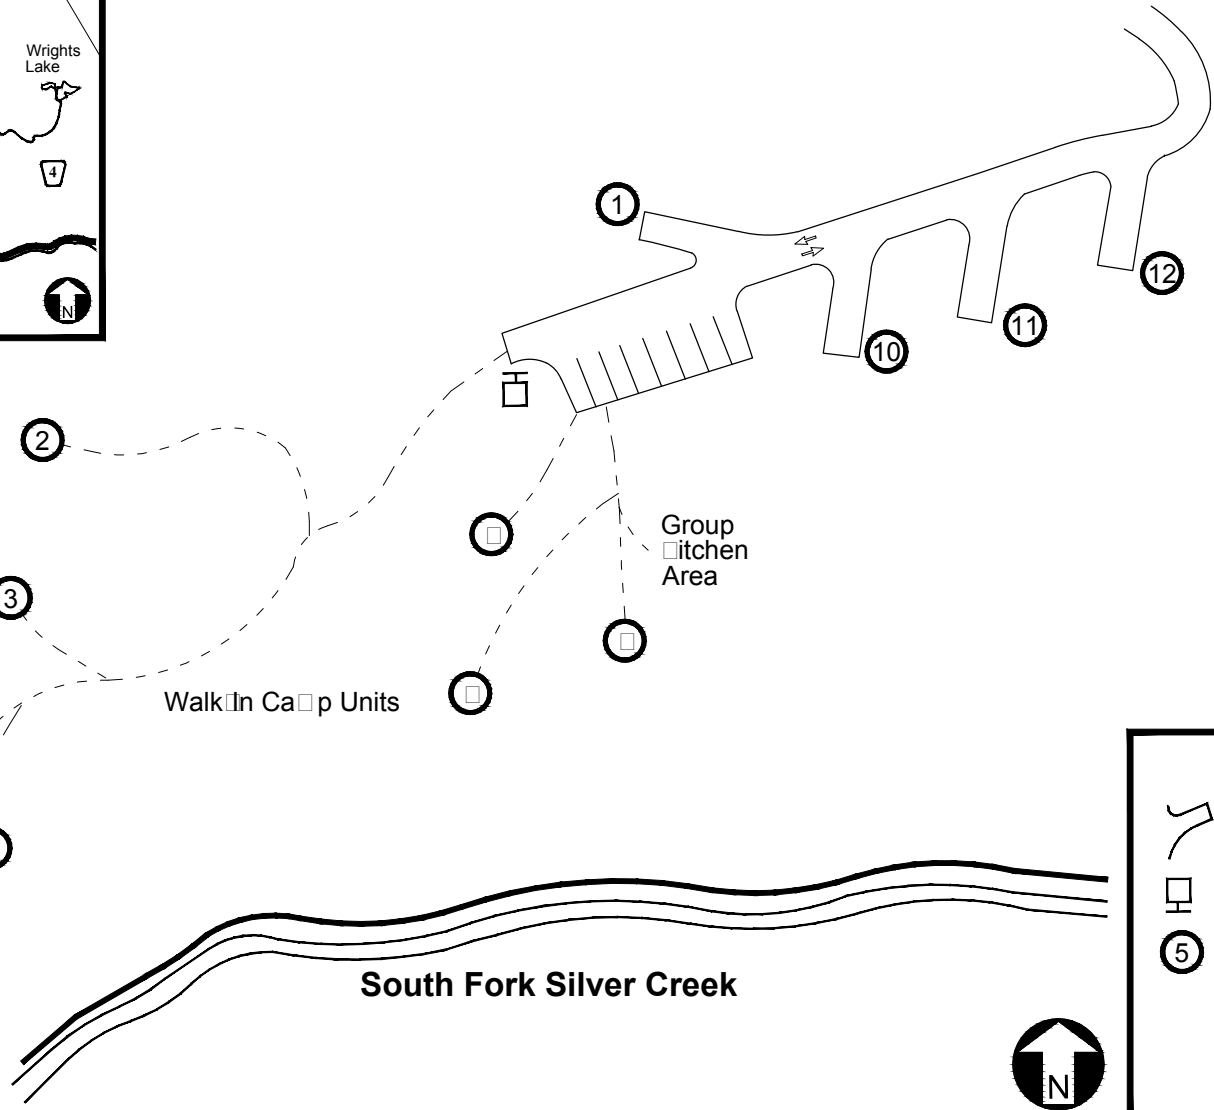 Wrights
Lake
4
N
1
12
11
10
2
Group
□itchen
Area
3
Walk□In Ca□p Units
5
South Fork Silver Creek
N